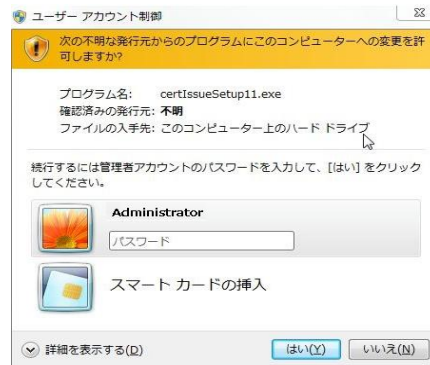 ユーザー アカウント制御
次の不明な発行元からのプログラムにこのコンピューターへの変更を許
可しますか?
プログラム名: certIssueSetup11.exe
確認済みの発行元: 不明
ファイルの入手先: このコンピューター上のハード ドライブ
続行するには管理者アカウントのパスワードを入力して、[はい] をクリック
してください。
Administrator
パスワード
スマート カードの挿入
詳細を表示する(D)
はい(Y)
いいえ(N)